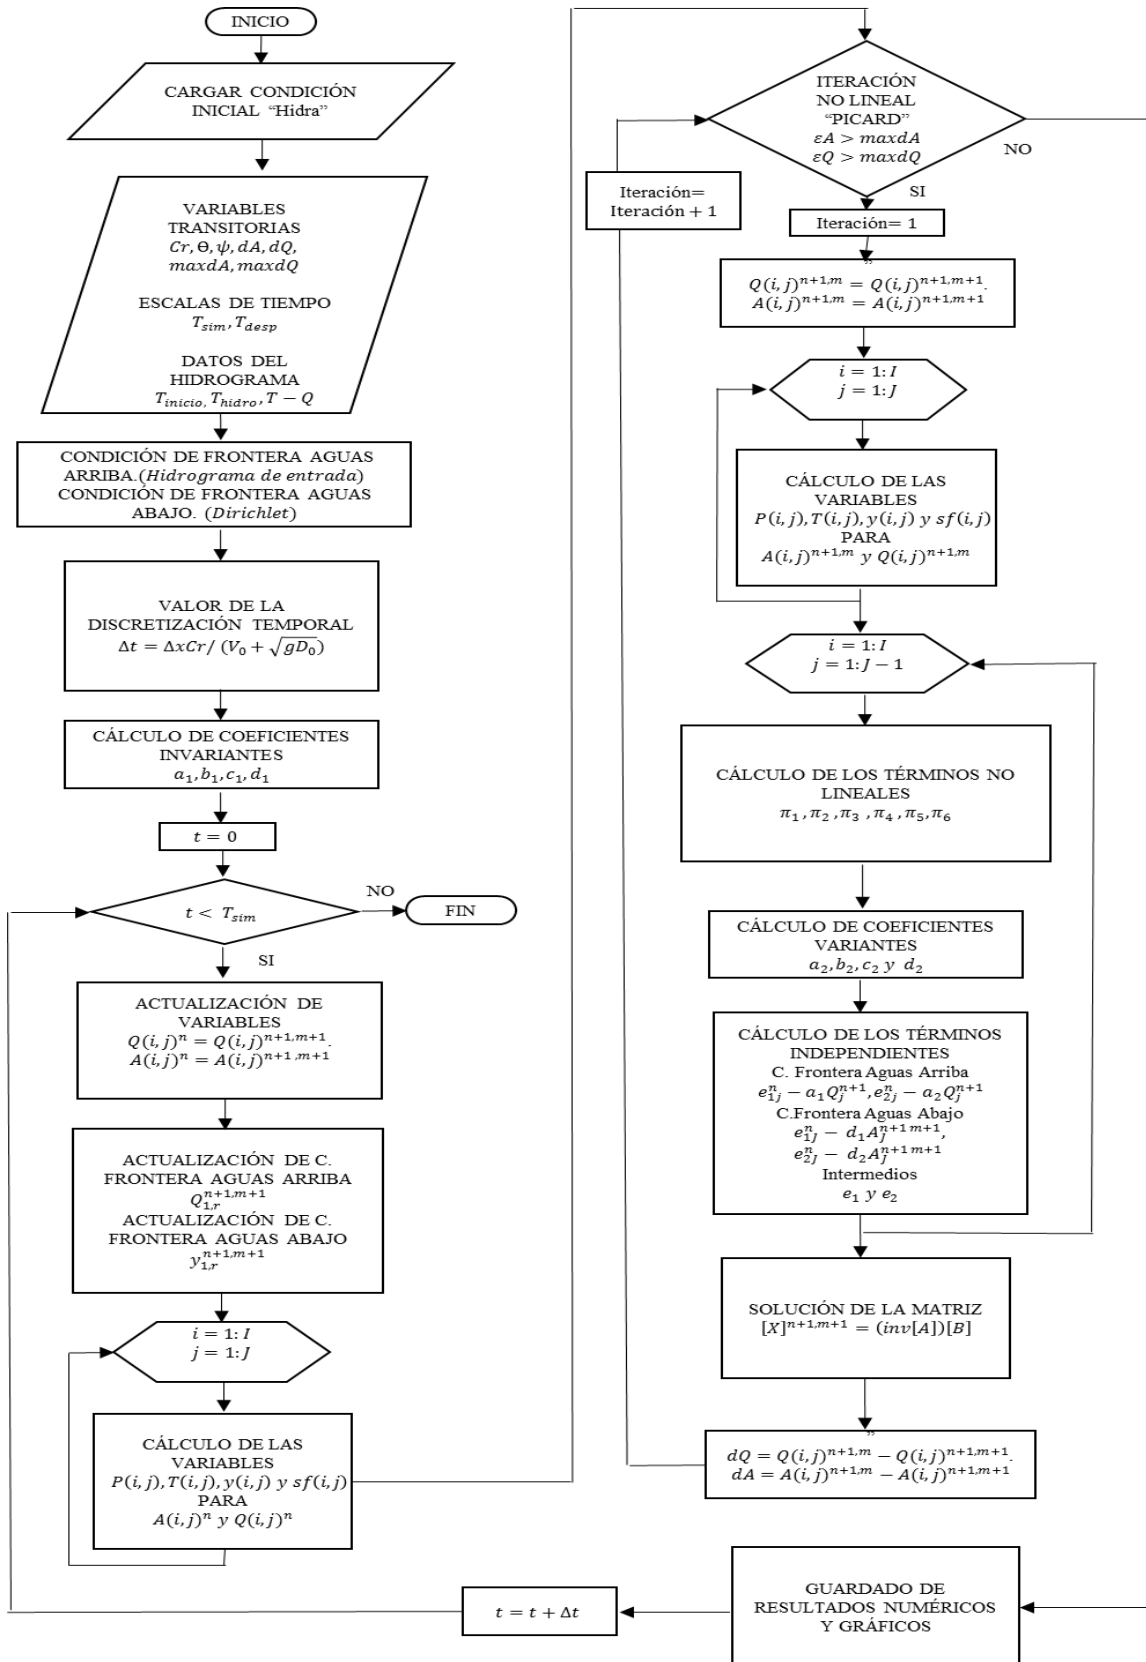 INICIO
CARGAR CONDICIÓN
INICIAL “Hidra”
VARIABLES
TRANSITORIAS
Cr, Θ, ψ, dA, dQ,
maxdA, maxdQ
ESCALAS DE TIEMPO
T_{sim}, T_{desp}
DATOS DEL
HIDROGRAMA
T_{inicio,} T_{hidro}, T − Q
CONDICIÓN DE FRONTERA AGUAS
ARRIBA.(Hidrograma de entrada)
CONDICIÓN DE FRONTERA AGUAS
ABAJO. (Dirichlet)
VALOR DE LA
DISCRETIZACIÓN TEMPORAL
Δt = ΔxCr/ (V_0 + √gD_0)
CÁLCULO DE COEFICIENTES
INVARIANTES
a_1, b_1, c_1, d_1
t = 0
t < T_{sim}
NO
FIN
SI
ACTUALIZACIÓN DE
VARIABLES
Q(i,j)^n = Q(i,j)^{n+1,m+1}.
A(i,j)^n = A(i,j)^{n+1,m+1}
ACTUALIZACIÓN DE C.
FRONTERA AGUAS ARRIBA
Q_{1,r}^{n+1,m+1}
ACTUALIZACIÓN DE C.
FRONTERA AGUAS ABAJO
y_{1,r}^{n+1,m+1}
i = 1: I
j = 1: J
CÁLCULO DE LAS
VARIABLES
P(i,j), T(i,j), y(i,j) y sf(i,j)
PARA
A(i,j)^n y Q(i,j)^n
ITERACIÓN
NO LINEAL
“PICARD”
εA > maxdA
εQ > maxdQ
NO
SI
Iteración=
Iteración + 1
Iteración= 1
”
Q(i,j)^{n+1,m} = Q(i,j)^{n+1,m+1}.
A(i,j)^{n+1,m} = A(i,j)^{n+1,m+1}
i = 1: I
j = 1: J
CÁLCULO DE LAS
VARIABLES
P(i,j), T(i,j), y(i,j) y sf(i,j)
PARA
A(i,j)^{n+1,m} y Q(i,j)^{n+1,m}
i = 1: I
j = 1: J − 1
CÁLCULO DE LOS TÉRMINOS NO
LINEALES
π_1, π_2, π_3, π_4, π_5, π_6
CÁLCULO DE COEFICIENTES
VARIANTES
a_2, b_2, c_2 y d_2
CÁLCULO DE LOS TÉRMINOS
INDEPENDIENTES
C. Frontera Aguas Arriba
e_{1j}^n − a_1Q_j^{n+1}, e_{2j}^n − a_2Q_j^{n+1}
C.Frontera Aguas Abajo
e_{1J}^n − d_1A_J^{n+1 m+1},
e_{2J}^n − d_2A_J^{n+1 m+1}
Intermedios
e_1 y e_2
SOLUCIÓN DE LA MATRIZ
[X]^{n+1,m+1} = (inv[A])[B]
”
dQ = Q(i,j)^{n+1,m} − Q(i,j)^{n+1,m+1}.
dA = A(i,j)^{n+1,m} − A(i,j)^{n+1,m+1}
GUARDADO DE
RESULTADOS NUMÉRICOS
Y GRÁFICOS
t = t + Δt